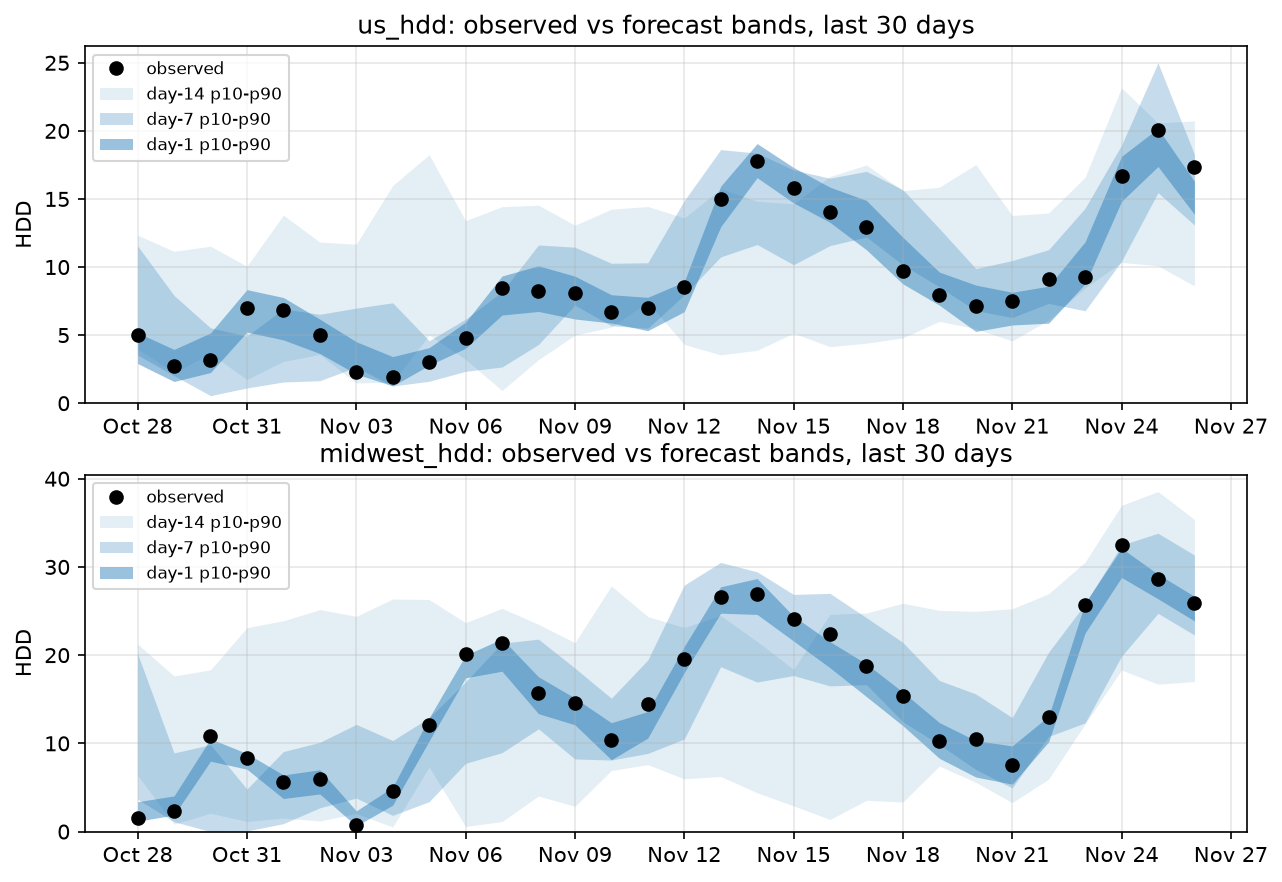 us_hdd: observed vs forecast bands, last 30 days
25
20
15
10
5
0
HDD
observed
day-14 p10-p90
day-7 p10-p90
day-1 p10-p90
Oct 28 Oct 31 Nov 03 Nov 06 Nov 09 Nov 12 Nov 15 Nov 18 Nov 21 Nov 24 Nov 27
midwest_hdd: observed vs forecast bands, last 30 days
40
30
20
10
0
HDD
observed
day-14 p10-p90
day-7 p10-p90
day-1 p10-p90
Oct 28 Oct 31 Nov 03 Nov 06 Nov 09 Nov 12 Nov 15 Nov 18 Nov 21 Nov 24 Nov 27